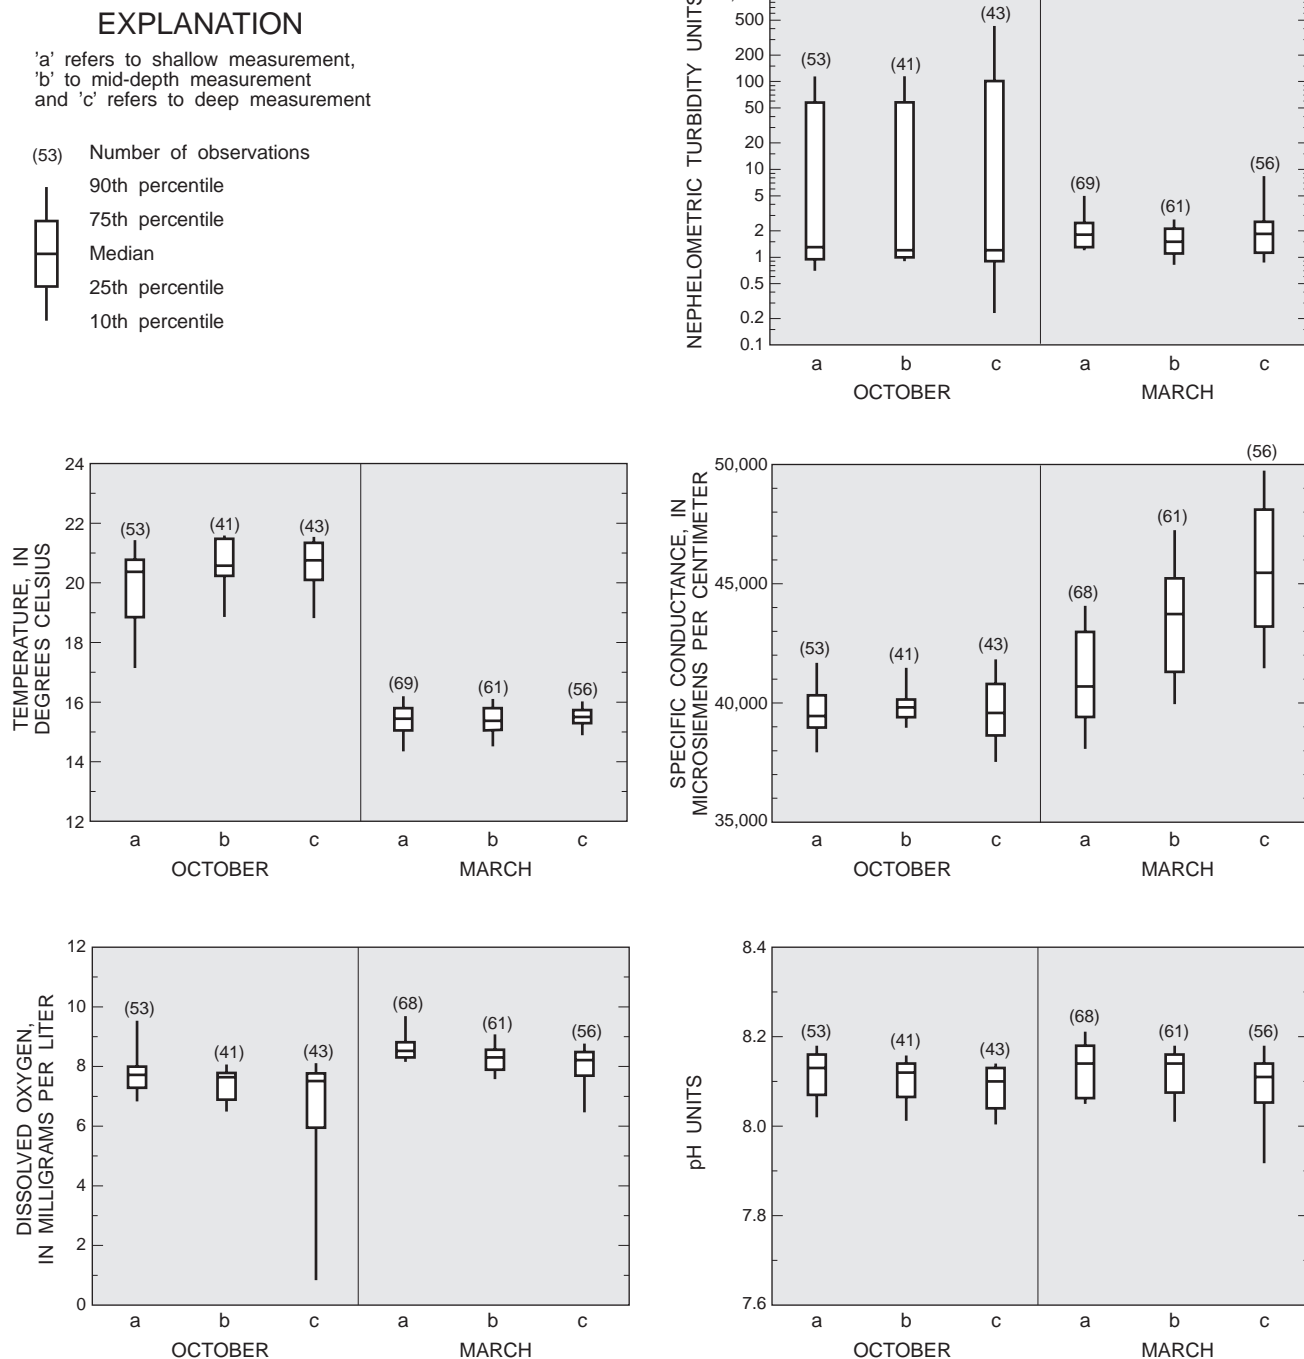 EXPLANATION
'a' refers to shallow measurement,
'b' to mid-depth measurement
and 'c' refers to deep measurement
(53) Number of observations
90th percentile
75th percentile
Median
25th percentile
10th percentile
NEPHELOMETRIC TURBIDITY UNITS
500
200
100
50
20
10
5
2
1
0.5
0.2
0.1
(53)
(41)
(43)
(69)
(61)
(56)
a b c a b c
OCTOBER MARCH
TEMPERATURE, IN
DEGREES CELSIUS
24
22
20
18
16
14
12
(53)
(41)
(43)
(69)
(61)
(56)
a b c a b c
OCTOBER MARCH
SPECIFIC CONDUCTANCE, IN
MICROSIEMENS PER CENTIMETER
50,000
45,000
40,000
35,000
(53)
(41)
(43)
(68)
(61)
(56)
a b c a b c
OCTOBER MARCH
DISSOLVED OXYGEN,
IN MILLIGRAMS PER LITER
12
10
8
6
4
2
0
(53)
(41)
(43)
(68)
(61)
(56)
a b c a b c
OCTOBER MARCH
pH UNITS
8.4
8.2
8.0
7.8
7.6
(53)
(41)
(43)
(68)
(61)
(56)
a b c a b c
OCTOBER MARCH